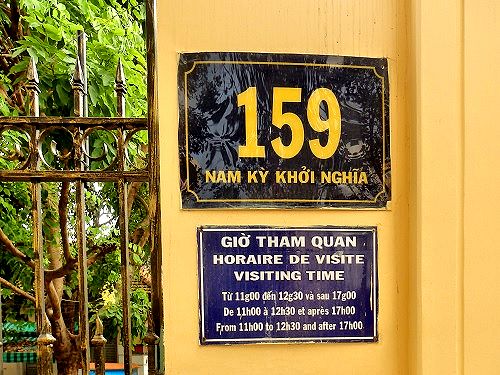 159
NAM KỲ KHỞI NGHĨA
GIỜ THAM QUAN
HORAIRE DE VISITE
VISITING TIME
Từ 11g00 đến 12g30 và sau 17g00
De 11h00 à 12h30 et après 17h00
From 11h00 to 12h30 and after 17h00